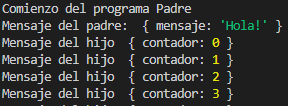 Comienzo del programa Padre
Mensaje del padre:  { mensaje: 'Hola!' }
Mensaje del hijo  { contador: 0 }
Mensaje del hijo  { contador: 1 }
Mensaje del hijo  { contador: 2 }
Mensaje del hijo  { contador: 3 }